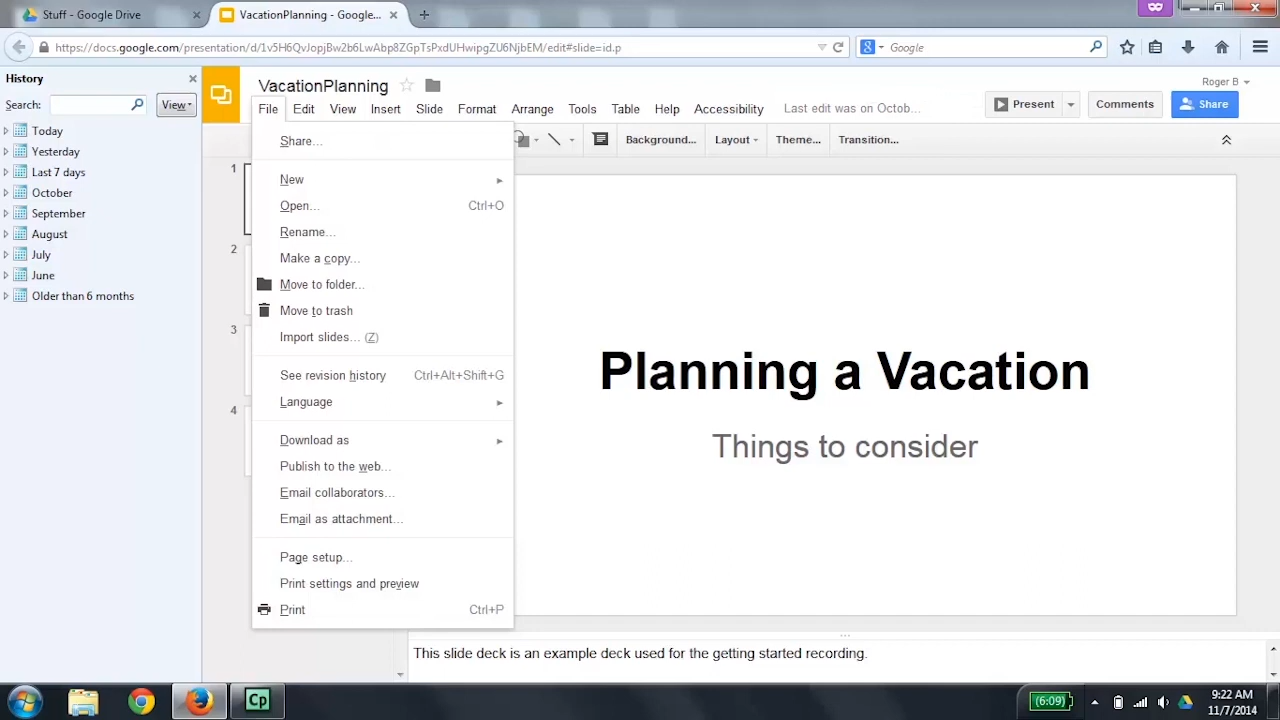 Stuff - Google Drive
VacationPlanning - Google...
https://docs.google.com/presentation/d/1v5H6QvJopjBw2b6LwAbp8ZGpTsPxdUHwipgZU6NjbEM/edit#slide=id.p
Google
History
Search:
View
Today
Yesterday
Last 7 days
October
September
August
July
June
Older than 6 months
VacationPlanning
Roger B
File Edit View Insert Slide Format Arrange Tools Table Help Accessibility Last edit was on Octob...
Present
Comments
Share
Background... Layout Theme... Transition...
Share...
New
Open... Ctrl+O
Rename...
Make a copy...
Move to folder...
Move to trash
Import slides... (Z)
See revision history Ctrl+Alt+Shift+G
Language
Download as
Publish to the web...
Email collaborators...
Email as attachment...
Page setup...
Print settings and preview
Print Ctrl+P
1
2
3
4
Planning a Vacation
Things to consider
This slide deck is an example deck used for the getting started recording.
Cp
(6:09)
9:22 AM
11/7/2014